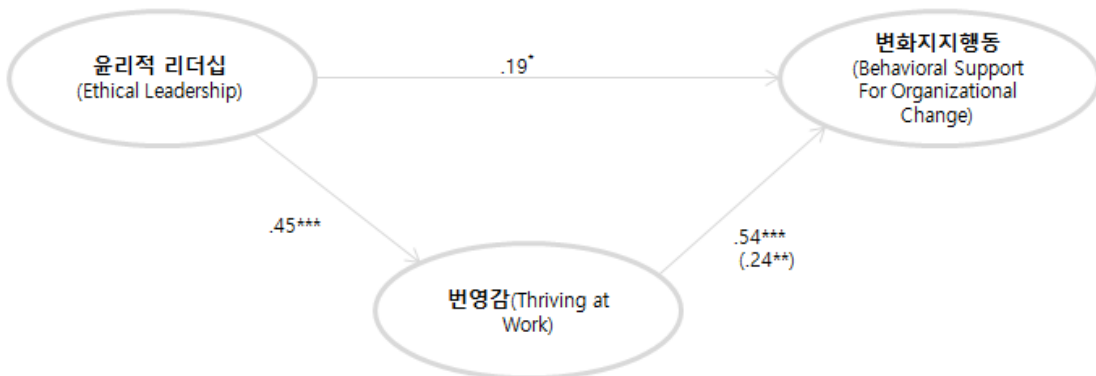 윤리적 리더십
(Ethical Leadership)
.19*
변화지지행동
(Behavioral Support
For Organizational
Change)
.45***
.54***
(.24**)
번영감(Thriving at
Work)